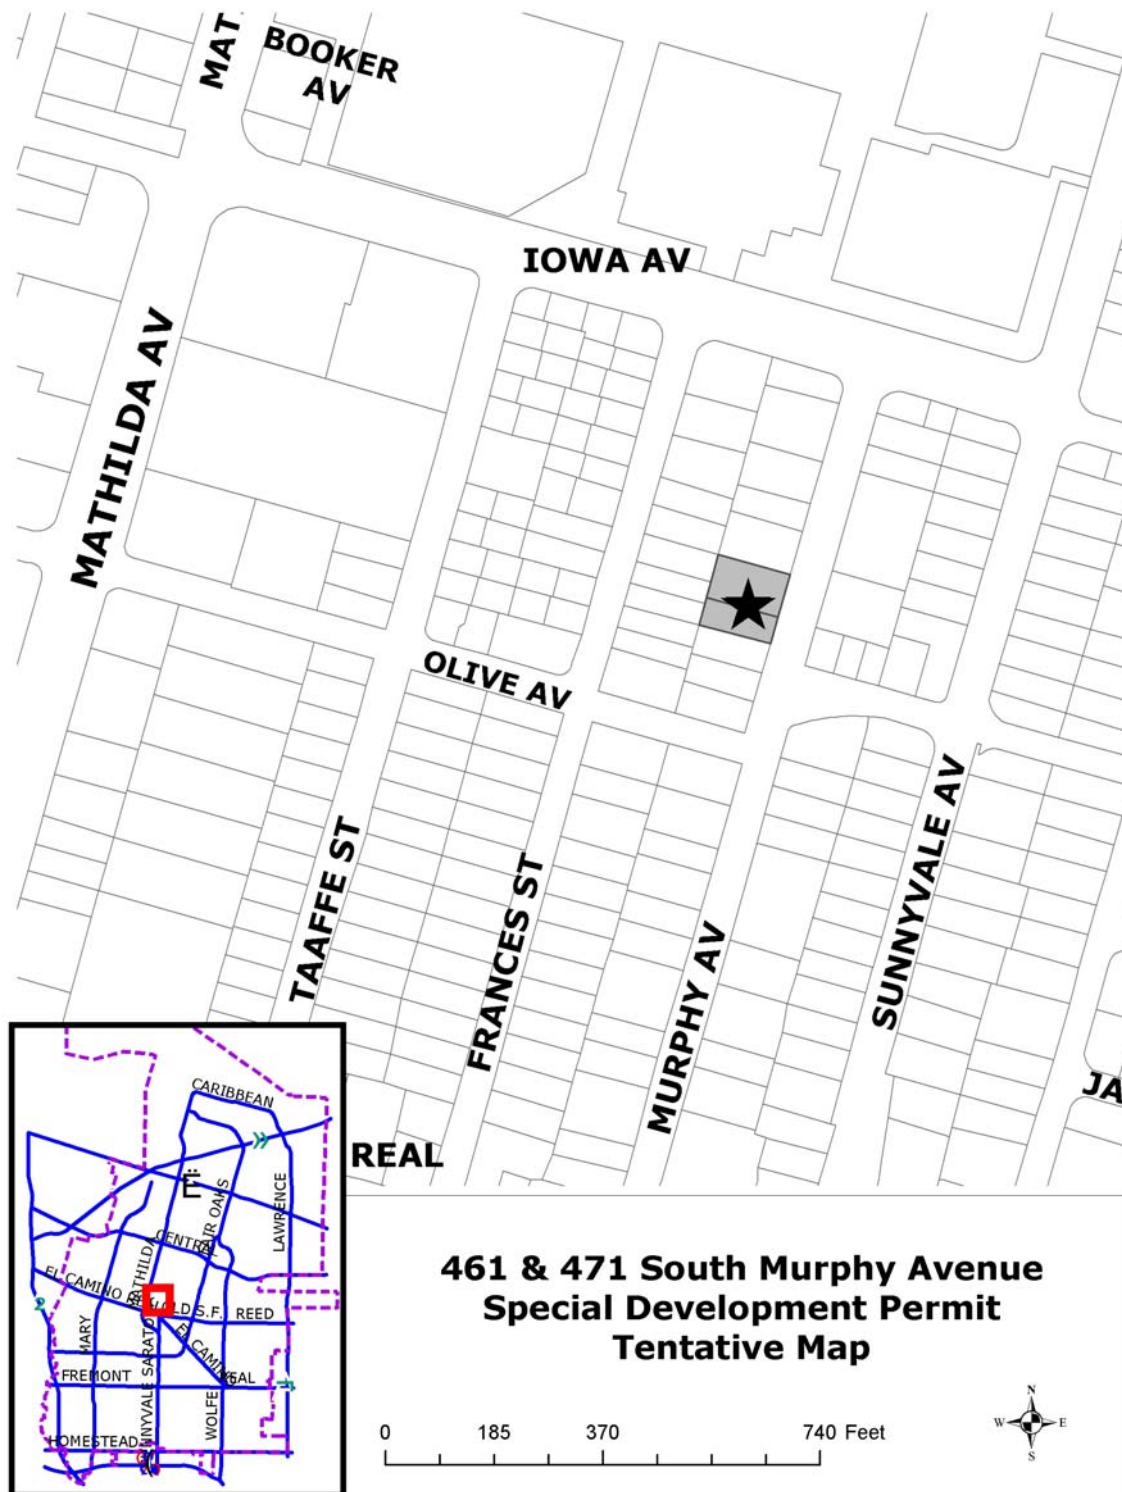 MAT
BOOKER
AV
IOWA AV
MATHILDA AV
OLIVE AV
TAAFFE ST
FRANCES ST
MURPHY AV
SUNNYVALE AV
JA
REAL
CARIBBEAN
FAIR OAKS
LAWRENCE
CENTRAL
MATHILDA
EL CAMINO
OLD S.F.
REED
MARY
SUNNYVALE SARATO
EL CAMINO
REAL
FREMONT
WOLFE
HOMESTEAD
461 & 471 South Murphy Avenue
Special Development Permit
Tentative Map
0 185 370 740 Feet
N
W E
S